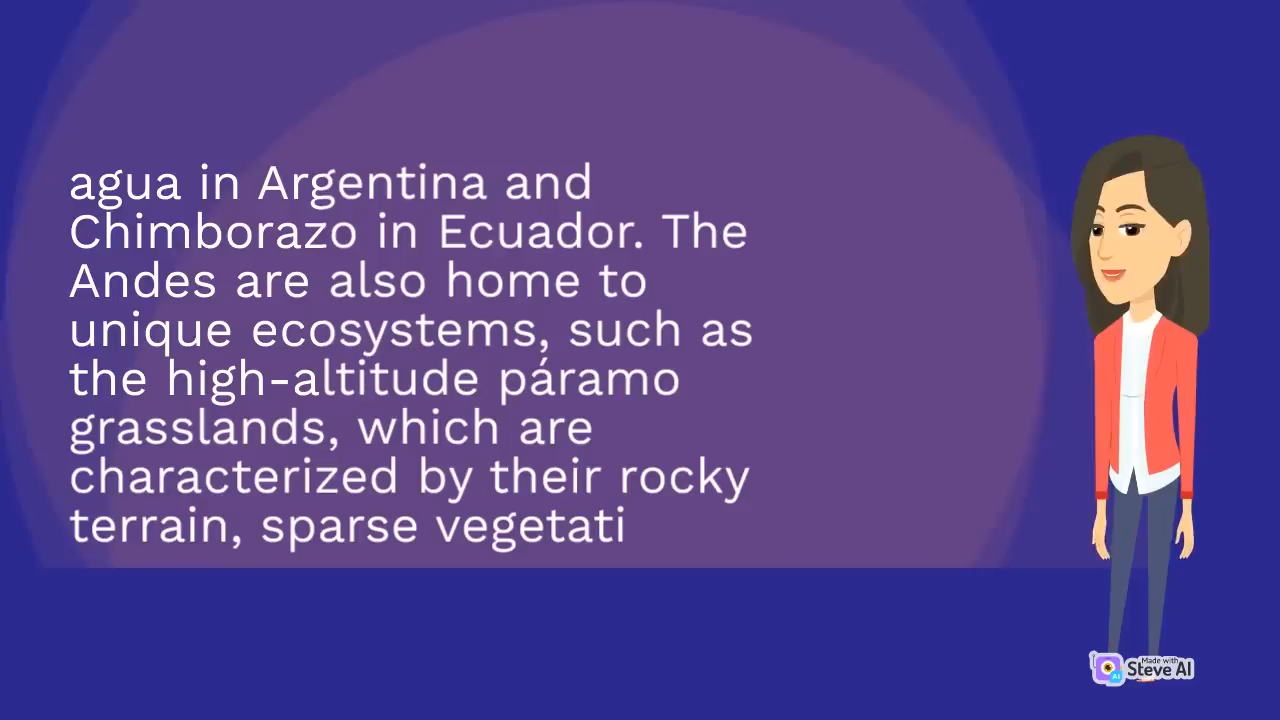 agua in Argentina and
Chimborazo in Ecuador. The
Andes are also home to
unique ecosystems, such as
the high-altitude páramo
grasslands, which are
characterized by their rocky
terrain, sparse vegetati
Made with
Steve AI
AI